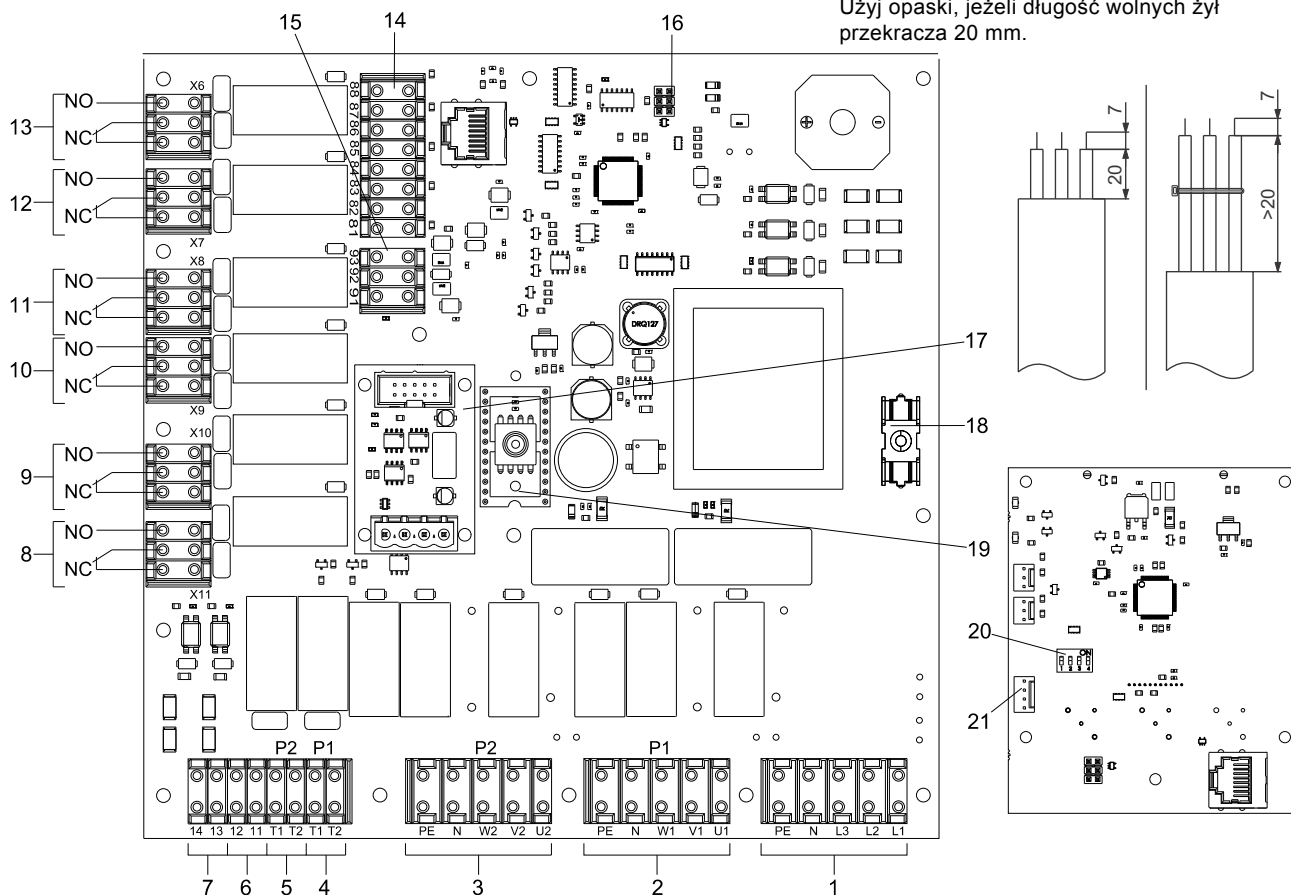 Użyj opaski, jeżeli długość wolnych żył
przekracza 20 mm.
15 14 16
X6
13 NO
NC
12 NO
NC
X7
X8
11 NO
NC
10 NO
NC
X9
X10
9 NO
NC
8 NO
NC
X11
88
87
86
85
84
83
82
81
93
92
91
DRQ127
17
18
19
7
20
7
>20
ON
1 2 3 4
20
21
P2 P1 P2 P1
14 13 12 11 T1 T2 T1 T2 PE N W2 V2 U2 PE N W1 V1 U1 PE N L3 L2 L1
7 6 5 4 3 2 1